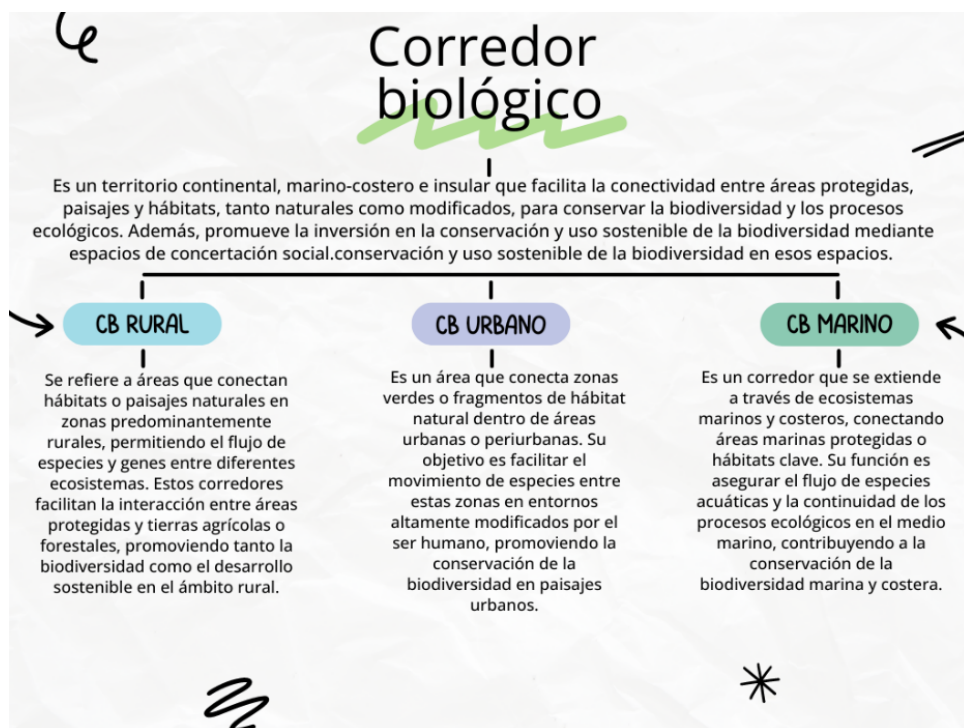 Corredor
biológico
Es un territorio continental, marino-costero e insular que facilita la conectividad entre áreas protegidas,
paisajes y hábitats, tanto naturales como modificados, para conservar la biodiversidad y los procesos
ecológicos. Además, promueve la inversión en la conservación y uso sostenible de la biodiversidad mediante
espacios de concertación social.conservación y uso sostenible de la biodiversidad en esos espacios.
CB RURAL
Se refiere a áreas que conectan
hábitats o paisajes naturales en
zonas predominantemente
rurales, permitiendo el flujo de
especies y genes entre diferentes
ecosistemas. Estos corredores
facilitan la interacción entre áreas
protegidas y tierras agrícolas o
forestales, promoviendo tanto la
biodiversidad como el desarrollo
sostenible en el ámbito rural.
CB URBANO
Es un área que conecta zonas
verdes o fragmentos de hábitat
natural dentro de áreas
urbanas o periurbanas. Su
objetivo es facilitar el
movimiento de especies entre
estas zonas en entornos
altamente modificados por el
ser humano, promoviendo la
conservación de la
biodiversidad en paisajes
urbanos.
CB MARINO
Es un corredor que se extiende
a través de ecosistemas
marinos y costeros, conectando
áreas marinas protegidas o
hábitats clave. Su función es
asegurar el flujo de especies
acuáticas y la continuidad de los
procesos ecológicos en el medio
marino, contribuyendo a la
conservación de la
biodiversidad marina y costera.